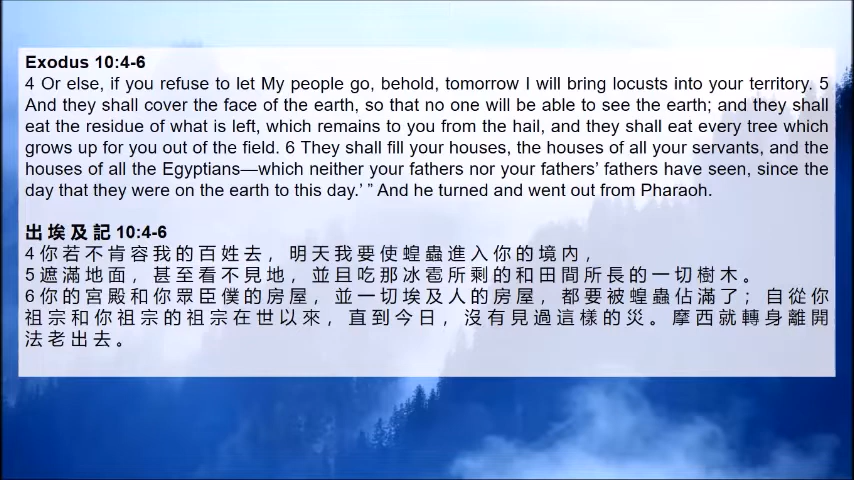 Exodus 10:4-6
4 Or else, if you refuse to let My people go, behold, tomorrow I will bring locusts into your territory. 5
And they shall cover the face of the earth, so that no one will be able to see the earth; and they shall
eat the residue of what is left, which remains to you from the hail, and they shall eat every tree which
grows up for you out of the field. 6 They shall fill your houses, the houses of all your servants, and the
houses of all the Egyptians—which neither your fathers nor your fathers’ fathers have seen, since the
day that they were on the earth to this day.’ ” And he turned and went out from Pharaoh.
出埃及記 10:4-6
4你若不肯容我的百姓去，明天我要使蝗蟲進入你的境內，
5遮滿地面，甚至看不見地，並且吃那冰雹所剩的和田間所長的一切樹木。
6你的宮殿和你眾臣僕的房屋，並一切埃及人的房屋，都要被蝗蟲佔滿了；自從你
祖宗和你祖宗的祖宗在世以來，直到今日，沒有見過這樣的災。摩西就轉身離開
法老出去。